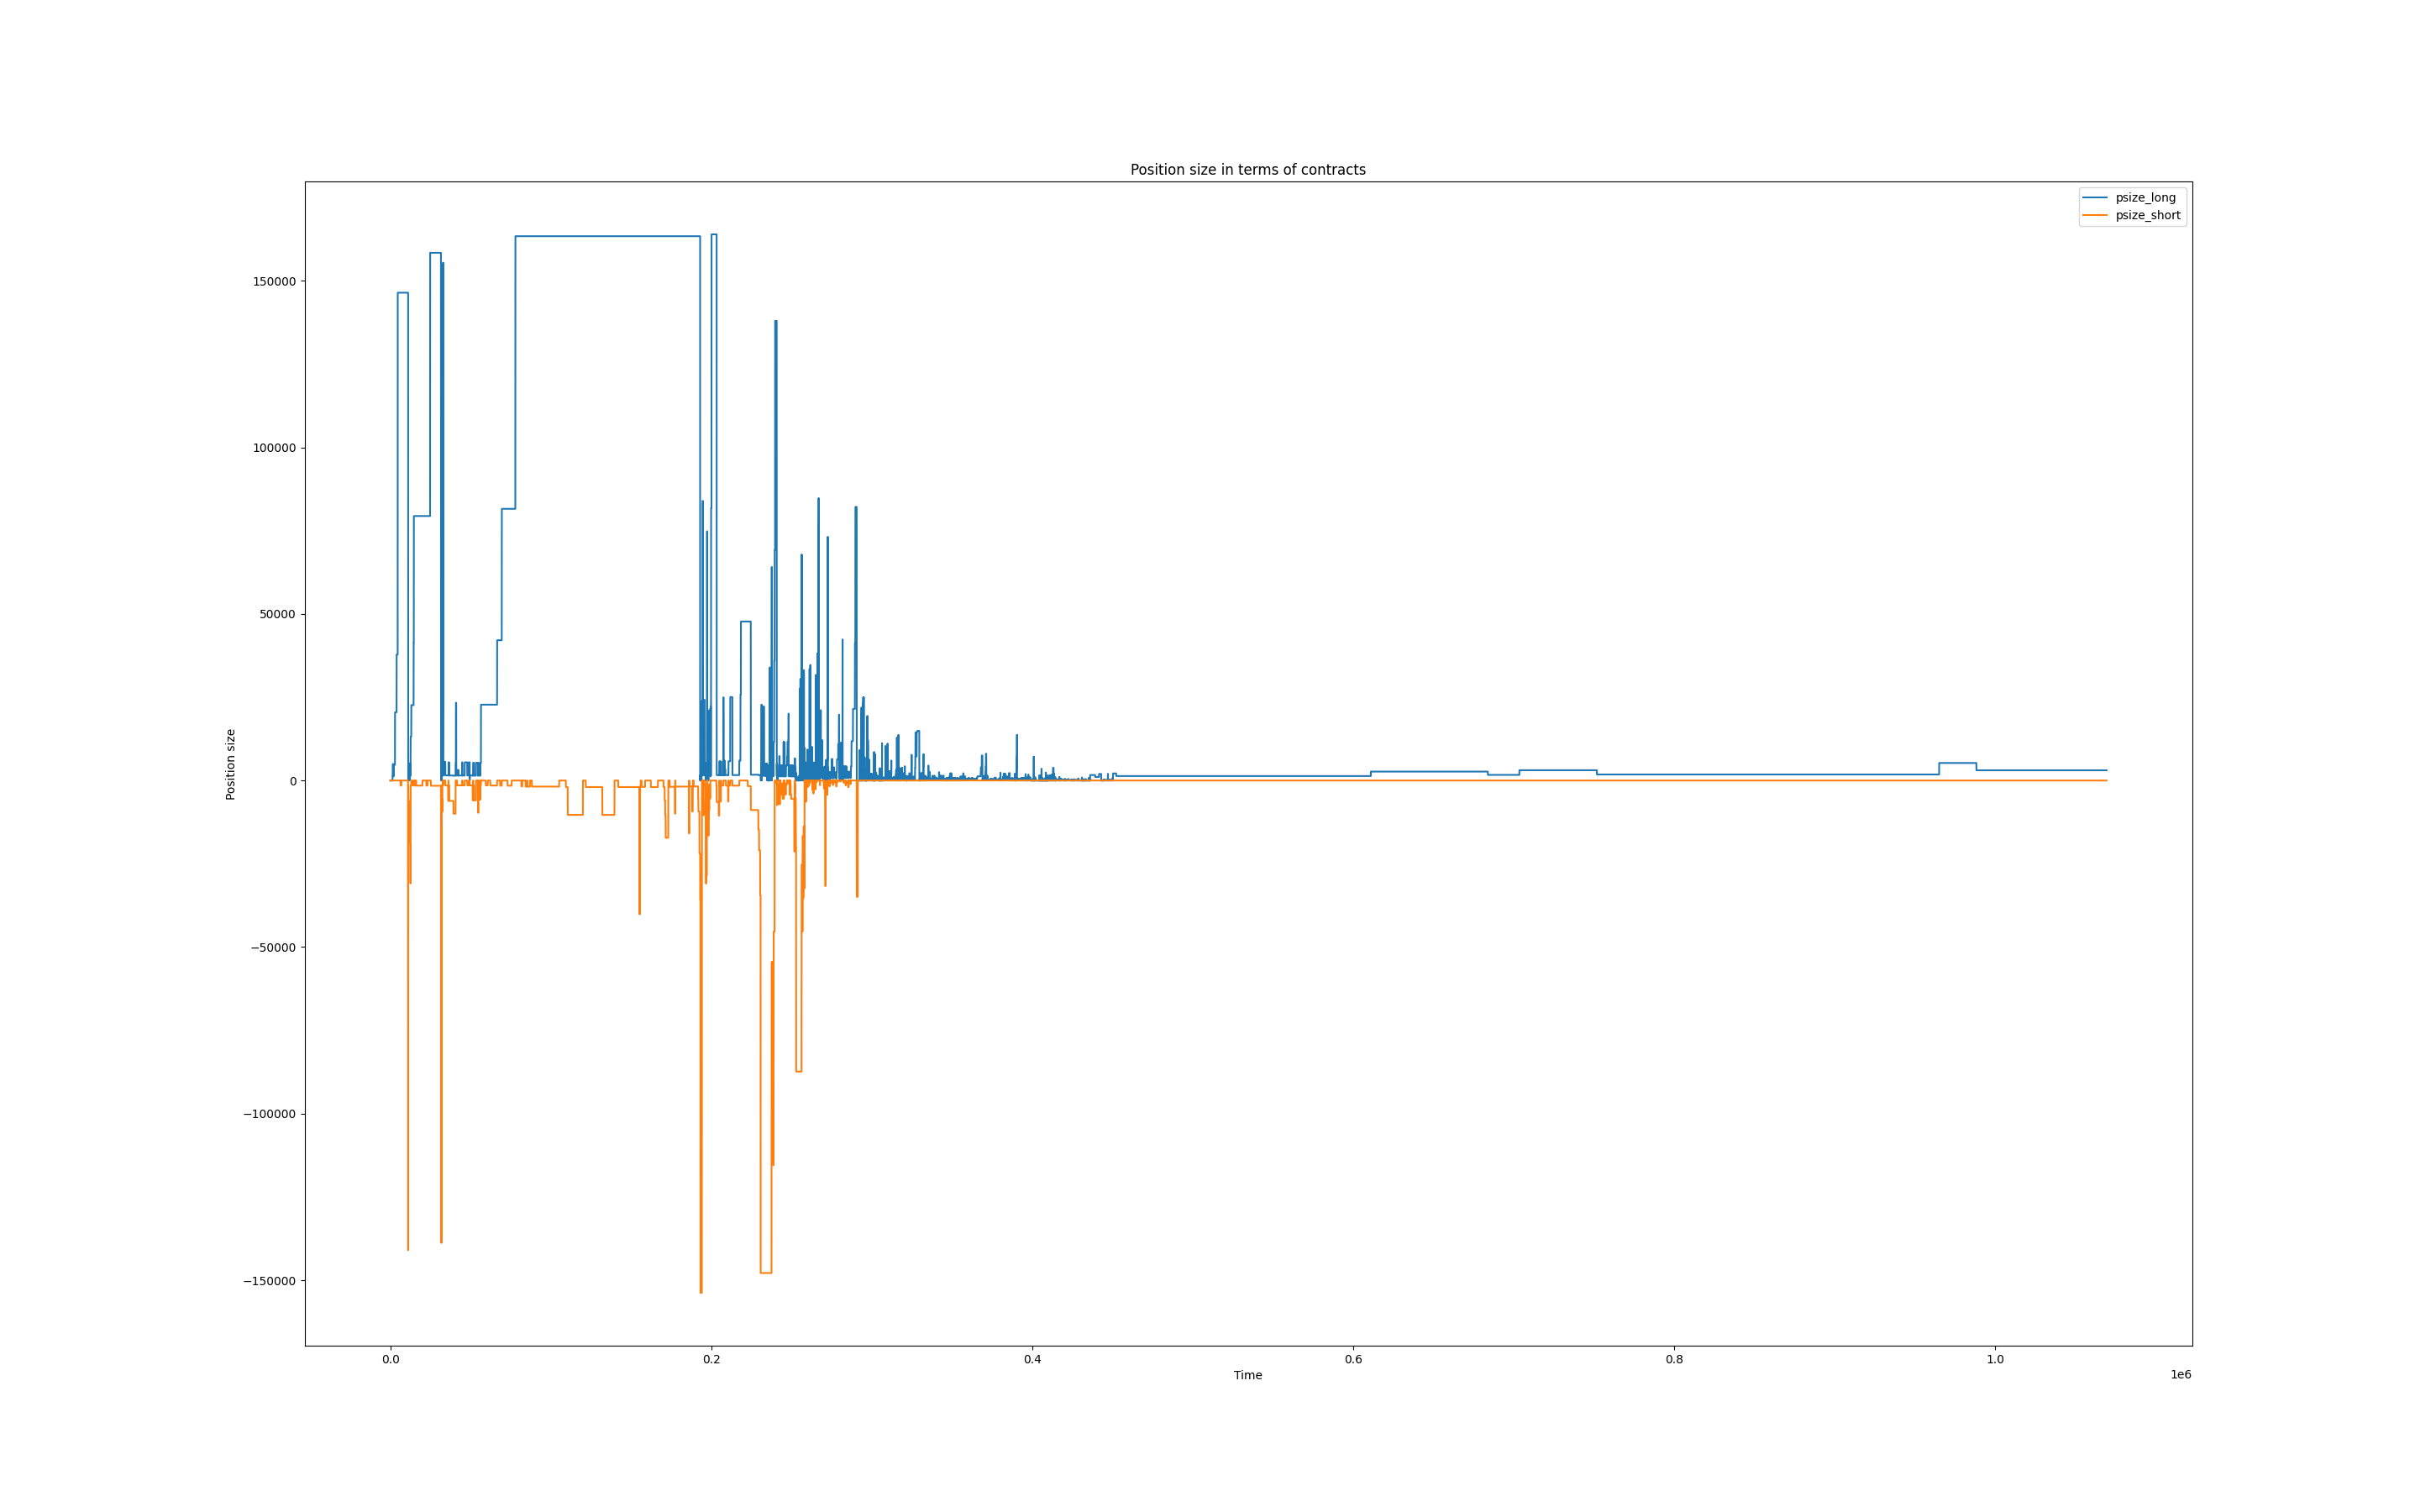 Position size in terms of contracts
psize_long
psize_short
150000
100000
50000
0
−50000
−100000
−150000
Position size
0.0 0.2 0.4 0.6 0.8 1.0
Time
1e6